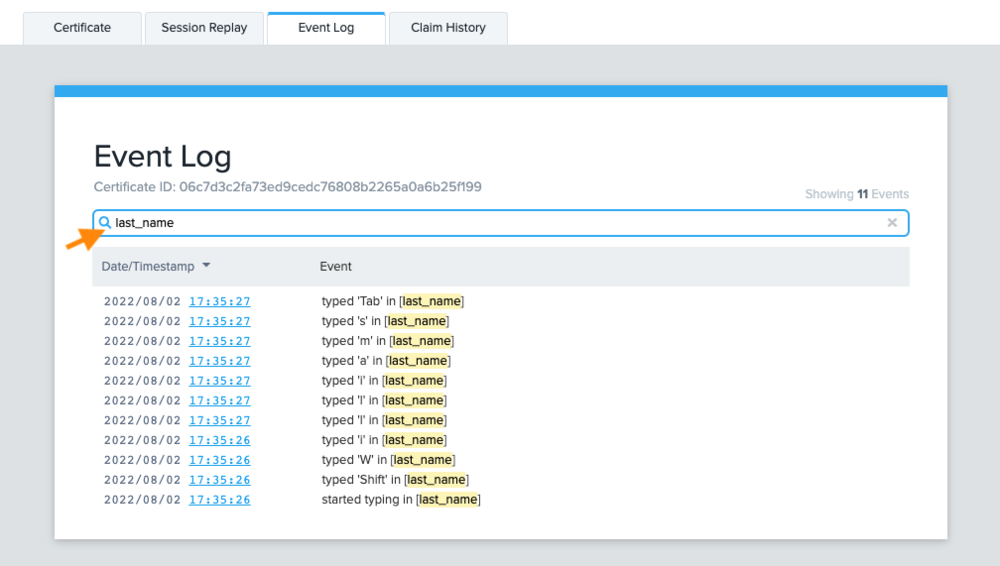 Certificate Session Replay Event Log Claim History
Event Log
Certificate ID: 06c7d3c2fa73ed9cedc76808b2265a0a6b25f199
Showing 11 Events
last_name
Date/Timestamp Event
2022/08/02 17:35:27 typed 'Tab' in [last_name]
2022/08/02 17:35:27 typed 's' in [last_name]
2022/08/02 17:35:27 typed 'm' in [last_name]
2022/08/02 17:35:27 typed 'a' in [last_name]
2022/08/02 17:35:27 typed 'i' in [last_name]
2022/08/02 17:35:27 typed 'l' in [last_name]
2022/08/02 17:35:27 typed 'l' in [last_name]
2022/08/02 17:35:26 typed 'i' in [last_name]
2022/08/02 17:35:26 typed 'W' in [last_name]
2022/08/02 17:35:26 typed 'Shift' in [last_name]
2022/08/02 17:35:26 started typing in [last_name]